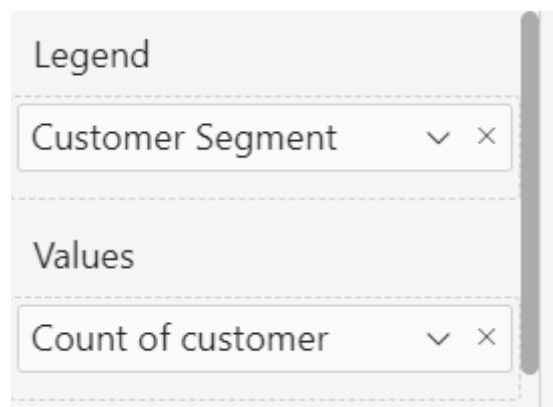 Legend
Customer Segment
Values
Count of customer